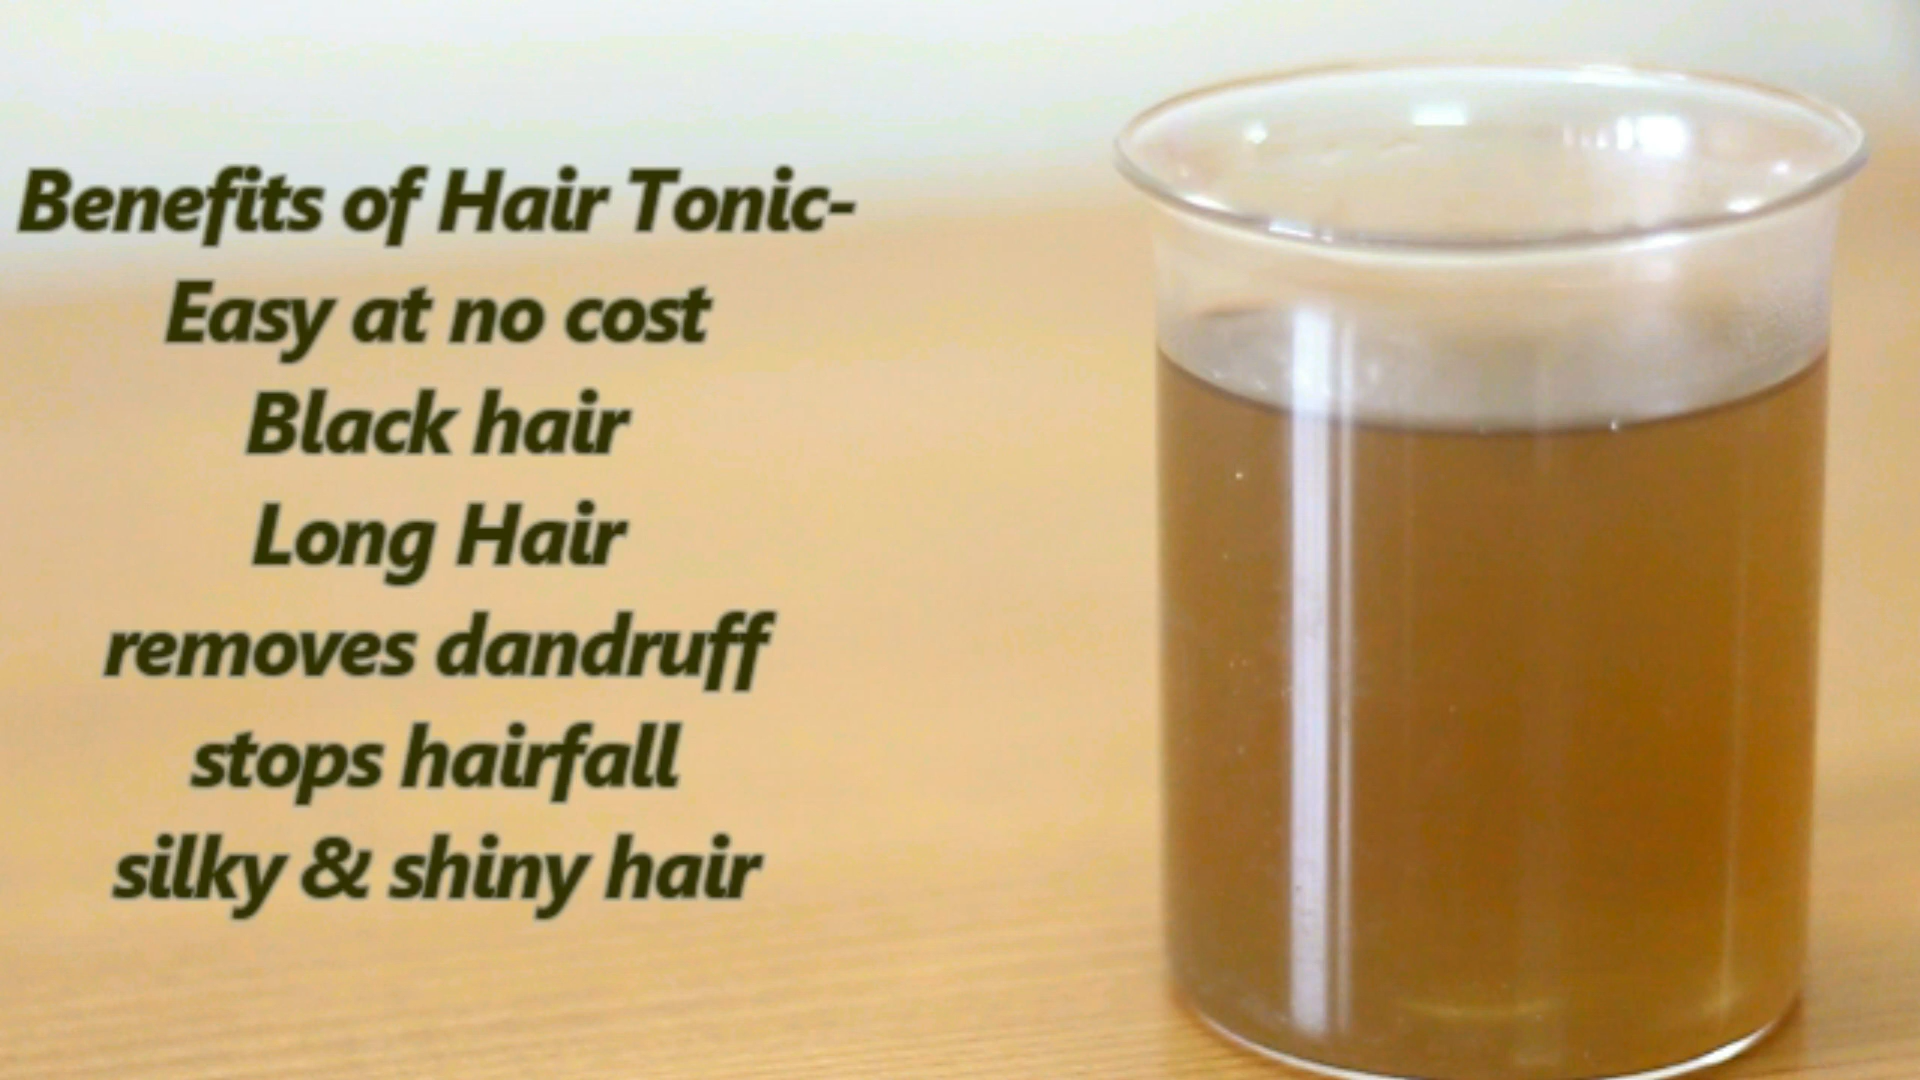 Benefits of Hair Tonic-
Easy at no cost
Black hair
Long Hair
removes dandruff
stops hairfall
silky & shiny hair